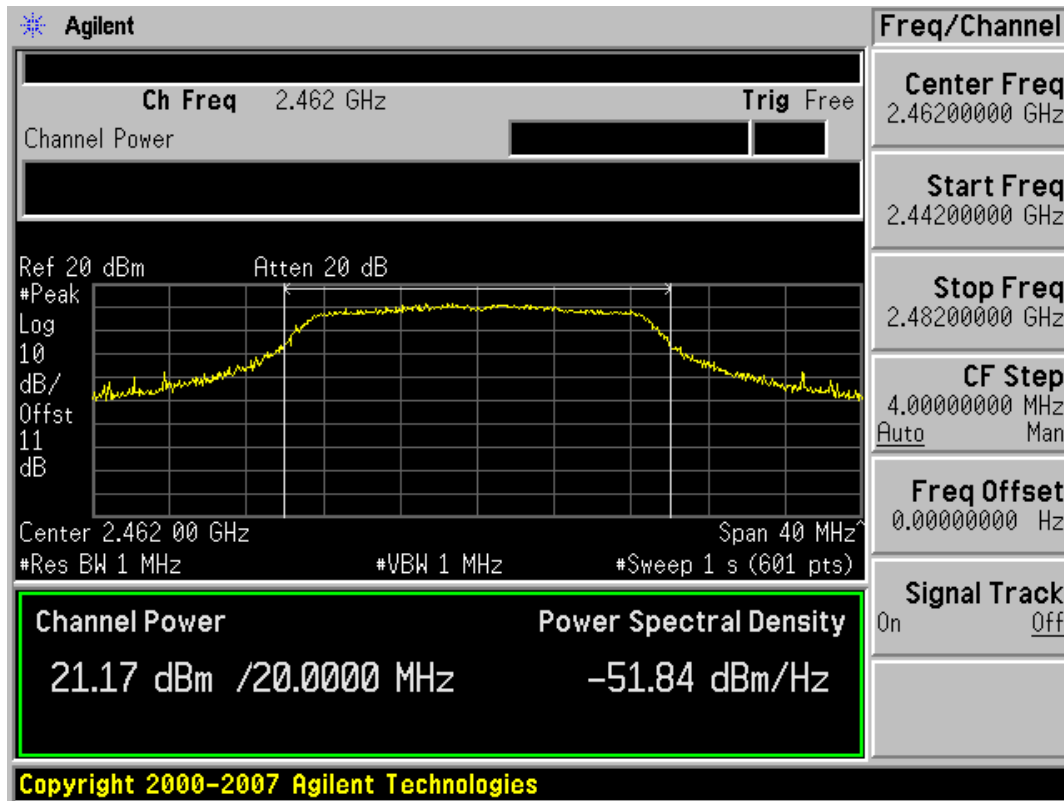 Agilent
Freq/Channel
Ch Freq 2.462 GHz
Trig Free
Channel Power
Ref 20 dBm
Atten 20 dB
#Peak
Log
10
dB/
Offst
11
dB
Center 2.462 00 GHz
Span 40 MHz^
#Res BW 1 MHz
#VBW 1 MHz
#Sweep 1 s (601 pts)
Channel Power
Power Spectral Density
21.17 dBm /20.0000 MHz
-51.84 dBm/Hz
Center Freq
2.46200000 GHz
Start Freq
2.44200000 GHz
Stop Freq
2.48200000 GHz
CF Step
4.00000000 MHz
Auto Man
Freq Offset
0.00000000 Hz
Signal Track
On Off
Copyright 2000-2007 Agilent Technologies